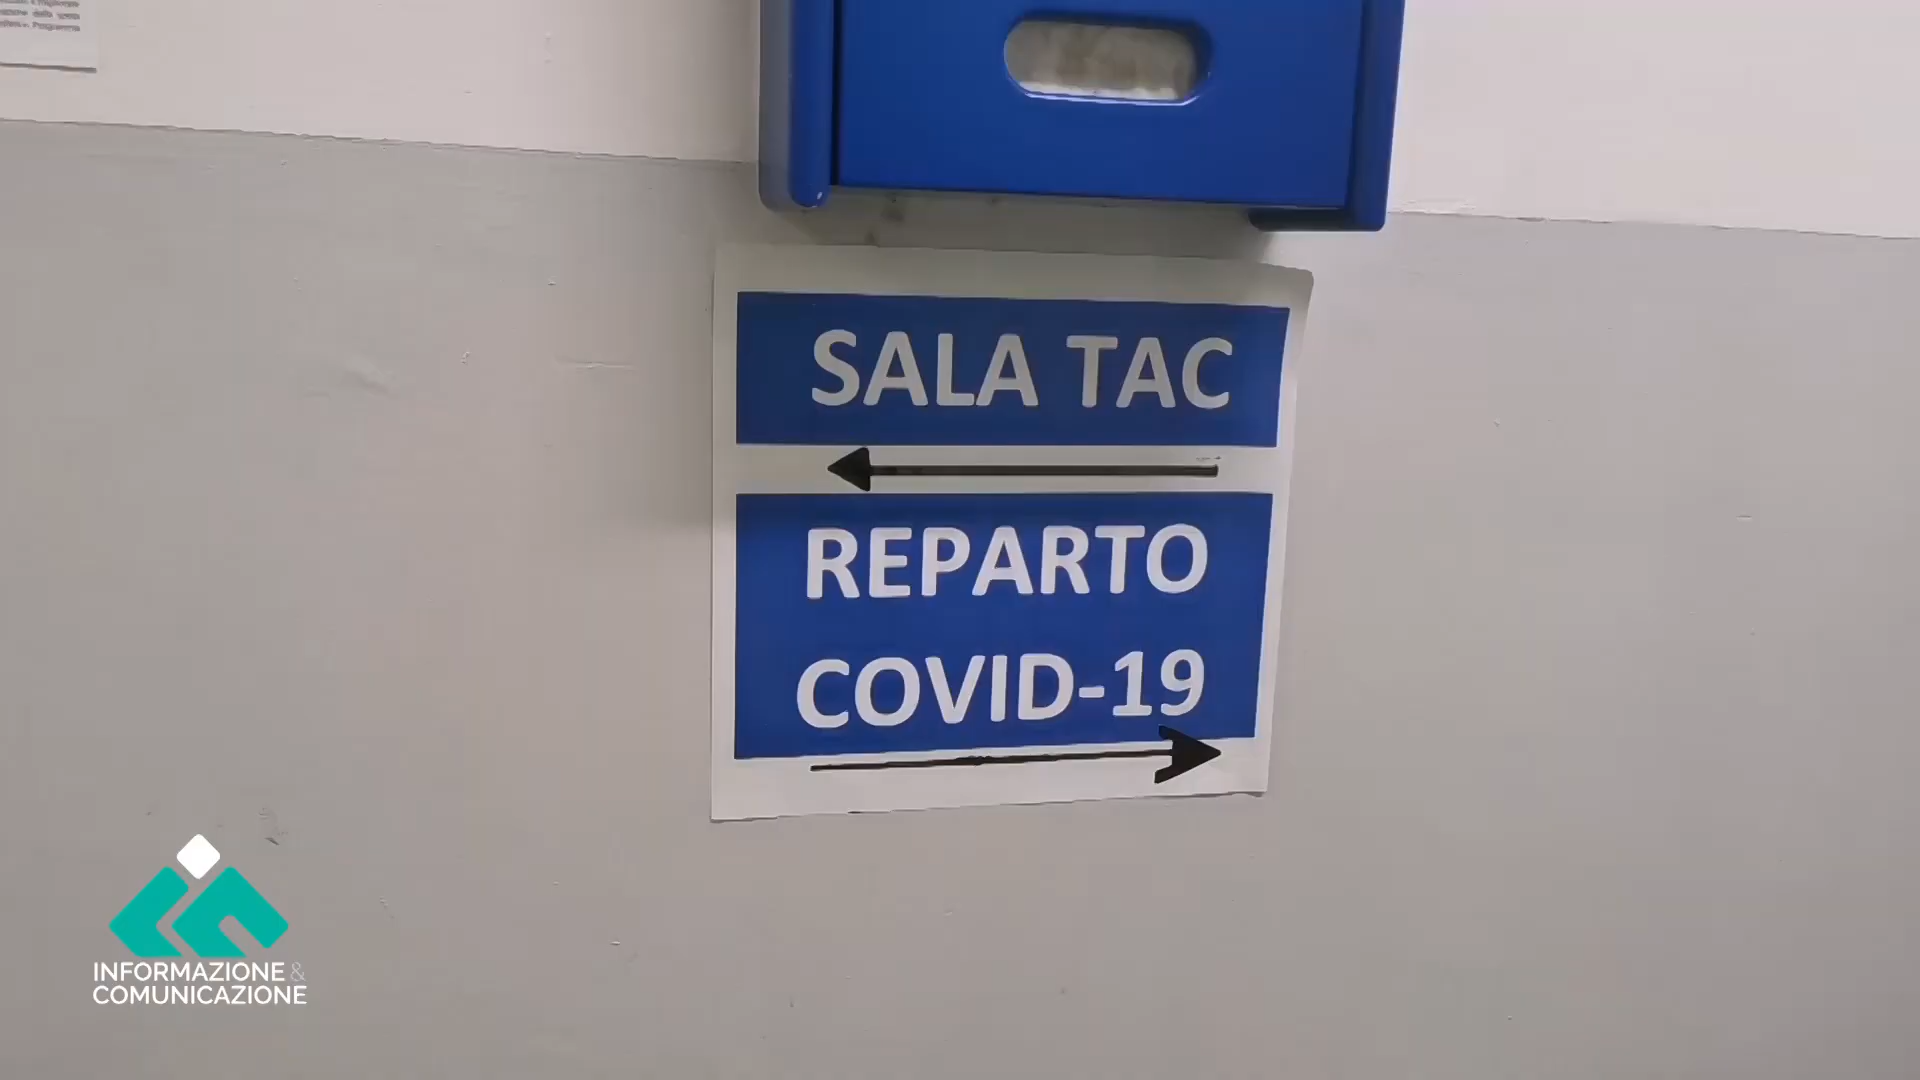 SALA TAC
REPARTO
COVID-19
INFORMAZIONE &
COMUNICAZIONE